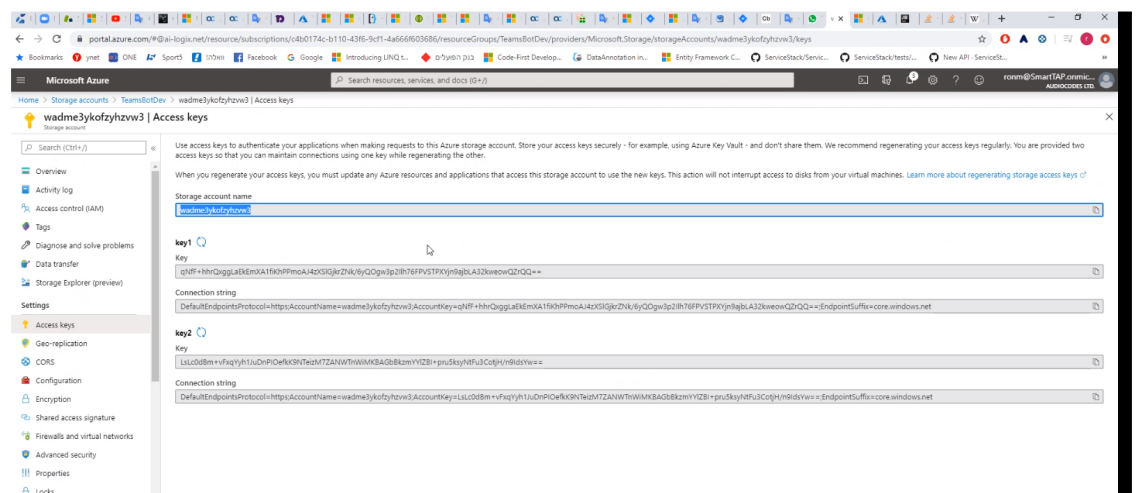 portal.azure.com/#@ai-logix.net/resource/subscriptions/c4b0174c-b110-43f6-9cf1-4a666f603686/resourceGroups/TeamsBotDev/providers/Microsoft.Storage/storageAccounts/wadme3ykofzyhzvw3/keys
Bookmarks ynet ONE Sport5 Facebook Google Introducing LINQ t... בנק הפועלים Code-First Develop... DataAnnotation in... Entity Framework C... ServiceStack/Servic... ServiceStack/tests/... New API - ServiceSt...
Microsoft Azure
Search resources, services, and docs (G+/)
ronm@SmartTAP.onmic...
AUDIOCODES LTD.
Home > Storage accounts > TeamsBotDev > wadme3ykofzyhzvw3 | Access keys
wadme3ykofzyhzvw3 | Access keys
Storage account
Search (Ctrl+/)
Overview
Activity log
Access control (IAM)
Tags
Diagnose and solve problems
Data transfer
Storage Explorer (preview)
Settings
Access keys
Geo-replication
CORS
Configuration
Encryption
Shared access signature
Firewalls and virtual networks
Advanced security
Properties
Locks
Use access keys to authenticate your applications when making requests to this Azure storage account. Store your access keys securely - for example, using Azure Key Vault - and don't share them. We recommend regenerating your access keys regularly. You are provided two
access keys so that you can maintain connections using one key while regenerating the other.
When you regenerate your access keys, you must update any Azure resources and applications that access this storage account to use the new keys. This action will not interrupt access to disks from your virtual machines. Learn more about regenerating storage access keys
Storage account name
wadme3ykofzyhzvw3
key1
Key
Connection string
DefaultEndpointsProtocol=https;AccountName=wadme3ykofzyhzvw3;
key2
Key
Connection string
DefaultEndpointsProtocol=https;AccountName=wadme3ykofzyhzvw3;